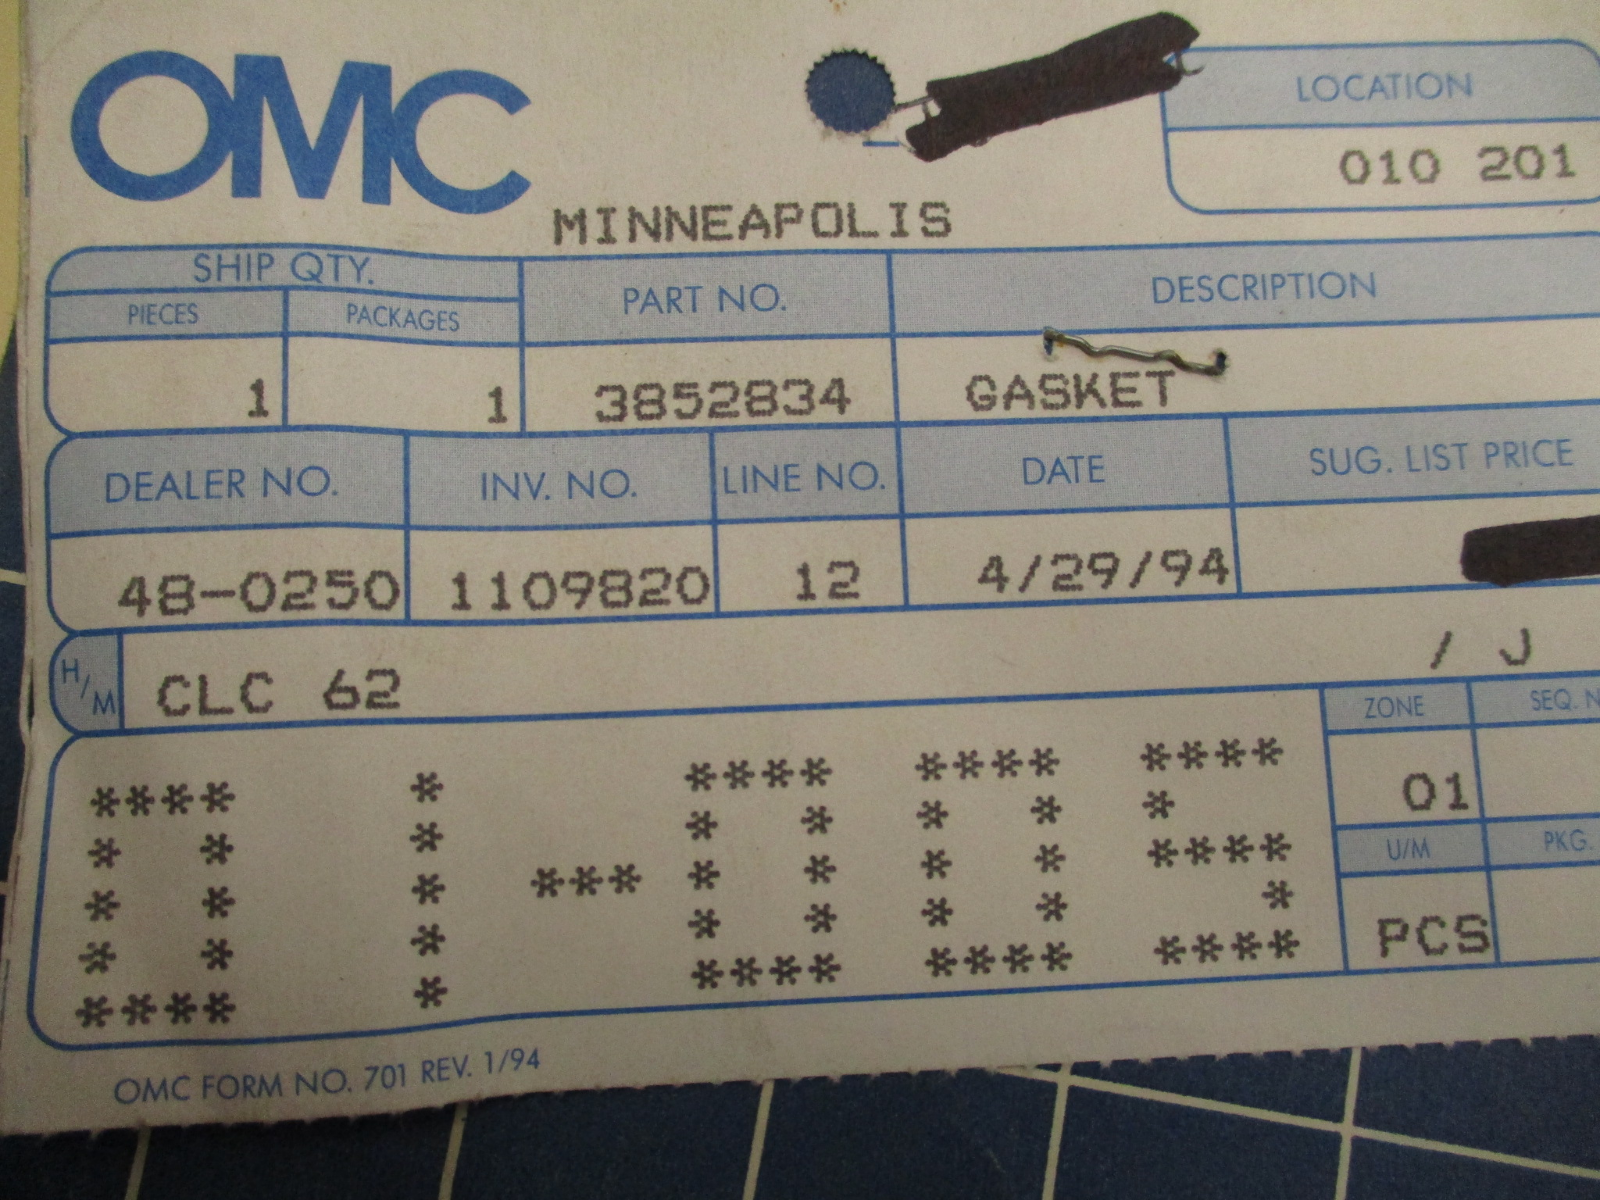 OMC
LOCATION
010 201
MINNEAPOLIS
SHIP QTY.
PIECES PACKAGES PART NO. DESCRIPTION
1 1 3852834 GASKET
DEALER NO. INV. NO. LINE NO. DATE SUG. LIST PRICE
48-0250 1109820 12 4/29/94
H/M CLC 62 / J
ZONE SEQ. N
01
U/M PKG.
PCS
**** * **** **** ****
* * * * * * * *
* * * *** * * * * ****
* * * * * * * *
**** * **** **** ****
OMC FORM NO. 701 REV. 1/94